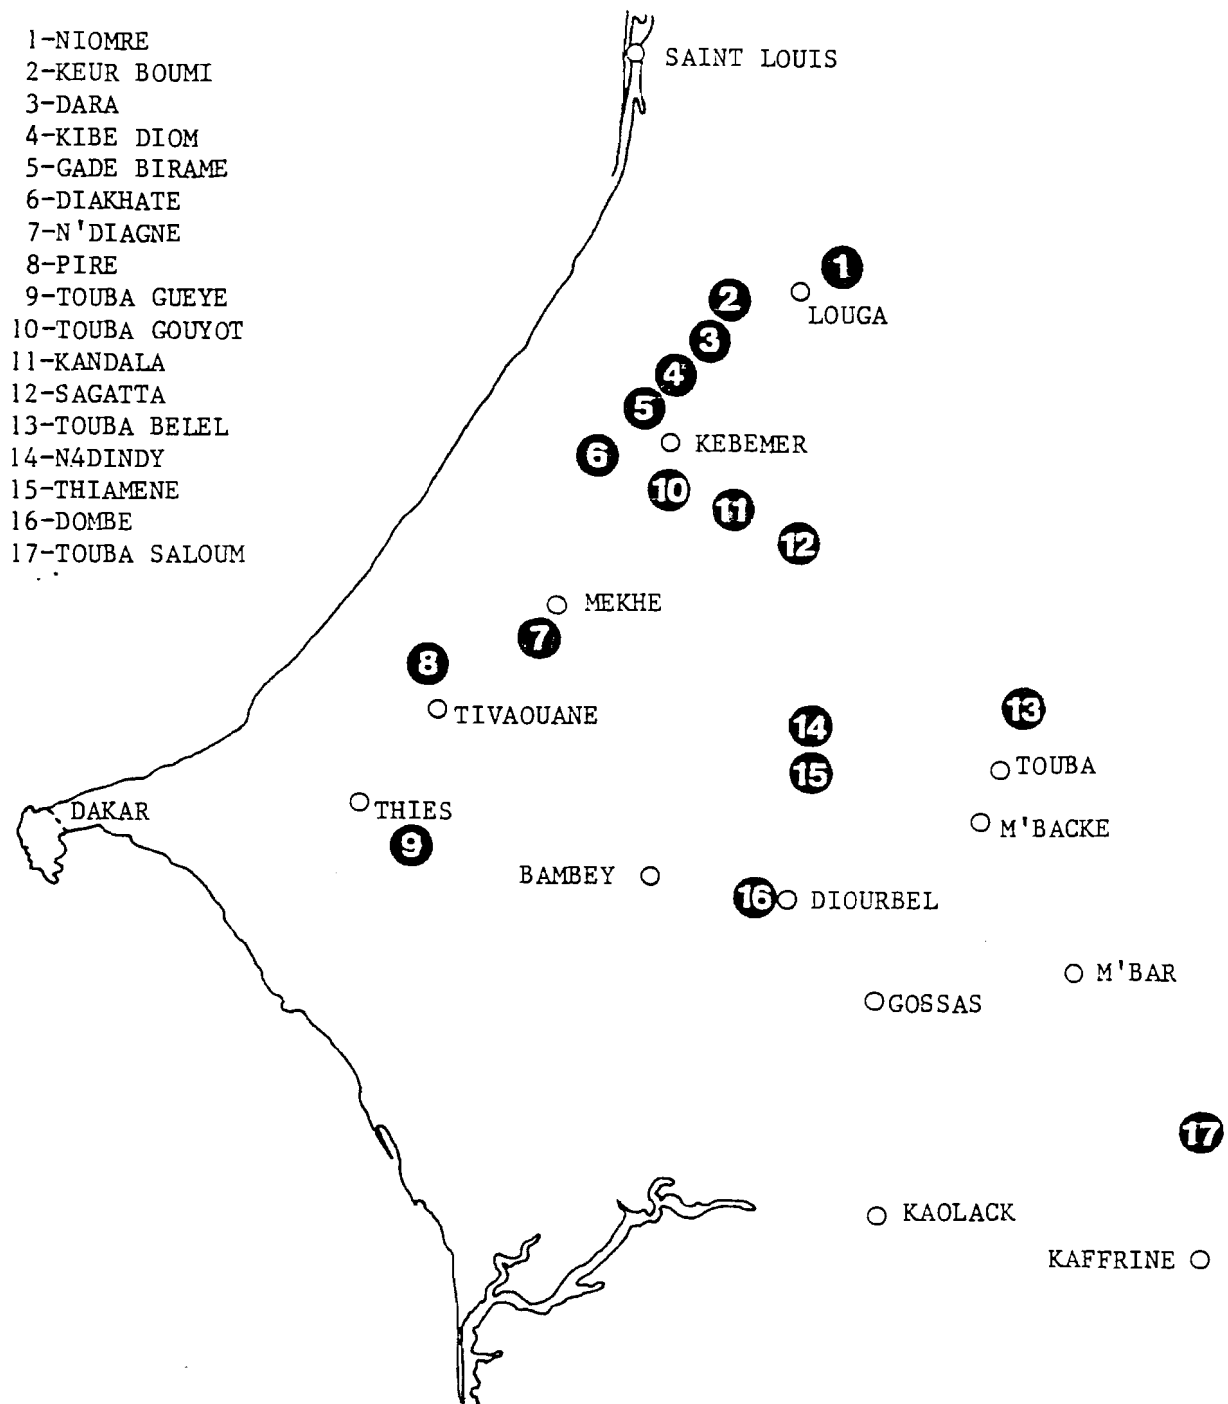 1-NIOMRE
2-KEUR BOUMI
3-DARA
4-KIBE DIOM
5-GADE BIRAME
6-DIAKHATE
7-N'DIAGNE
8-PIRE
9-TOUBA GUEYE
10-TOUBA GOUYOT
11-KANDALA
12-SAGATTA
13-TOUBA BELEL
14-N4DINDY
15-THIAMENE
16-DOMBE
17-TOUBA SALOUM
SAINT LOUIS
1
LOUGA
2
3
4
5
6
KEBEMER
10
11
12
MEKHE
7
8
TIVAOUANE
13
14
15
TOUBA
DAKAR
THIES
M'BACKE
9
BAMBEY
16
DIOURBEL
M'BAR
GOSSAS
17
KAOLACK
KAFFRINE